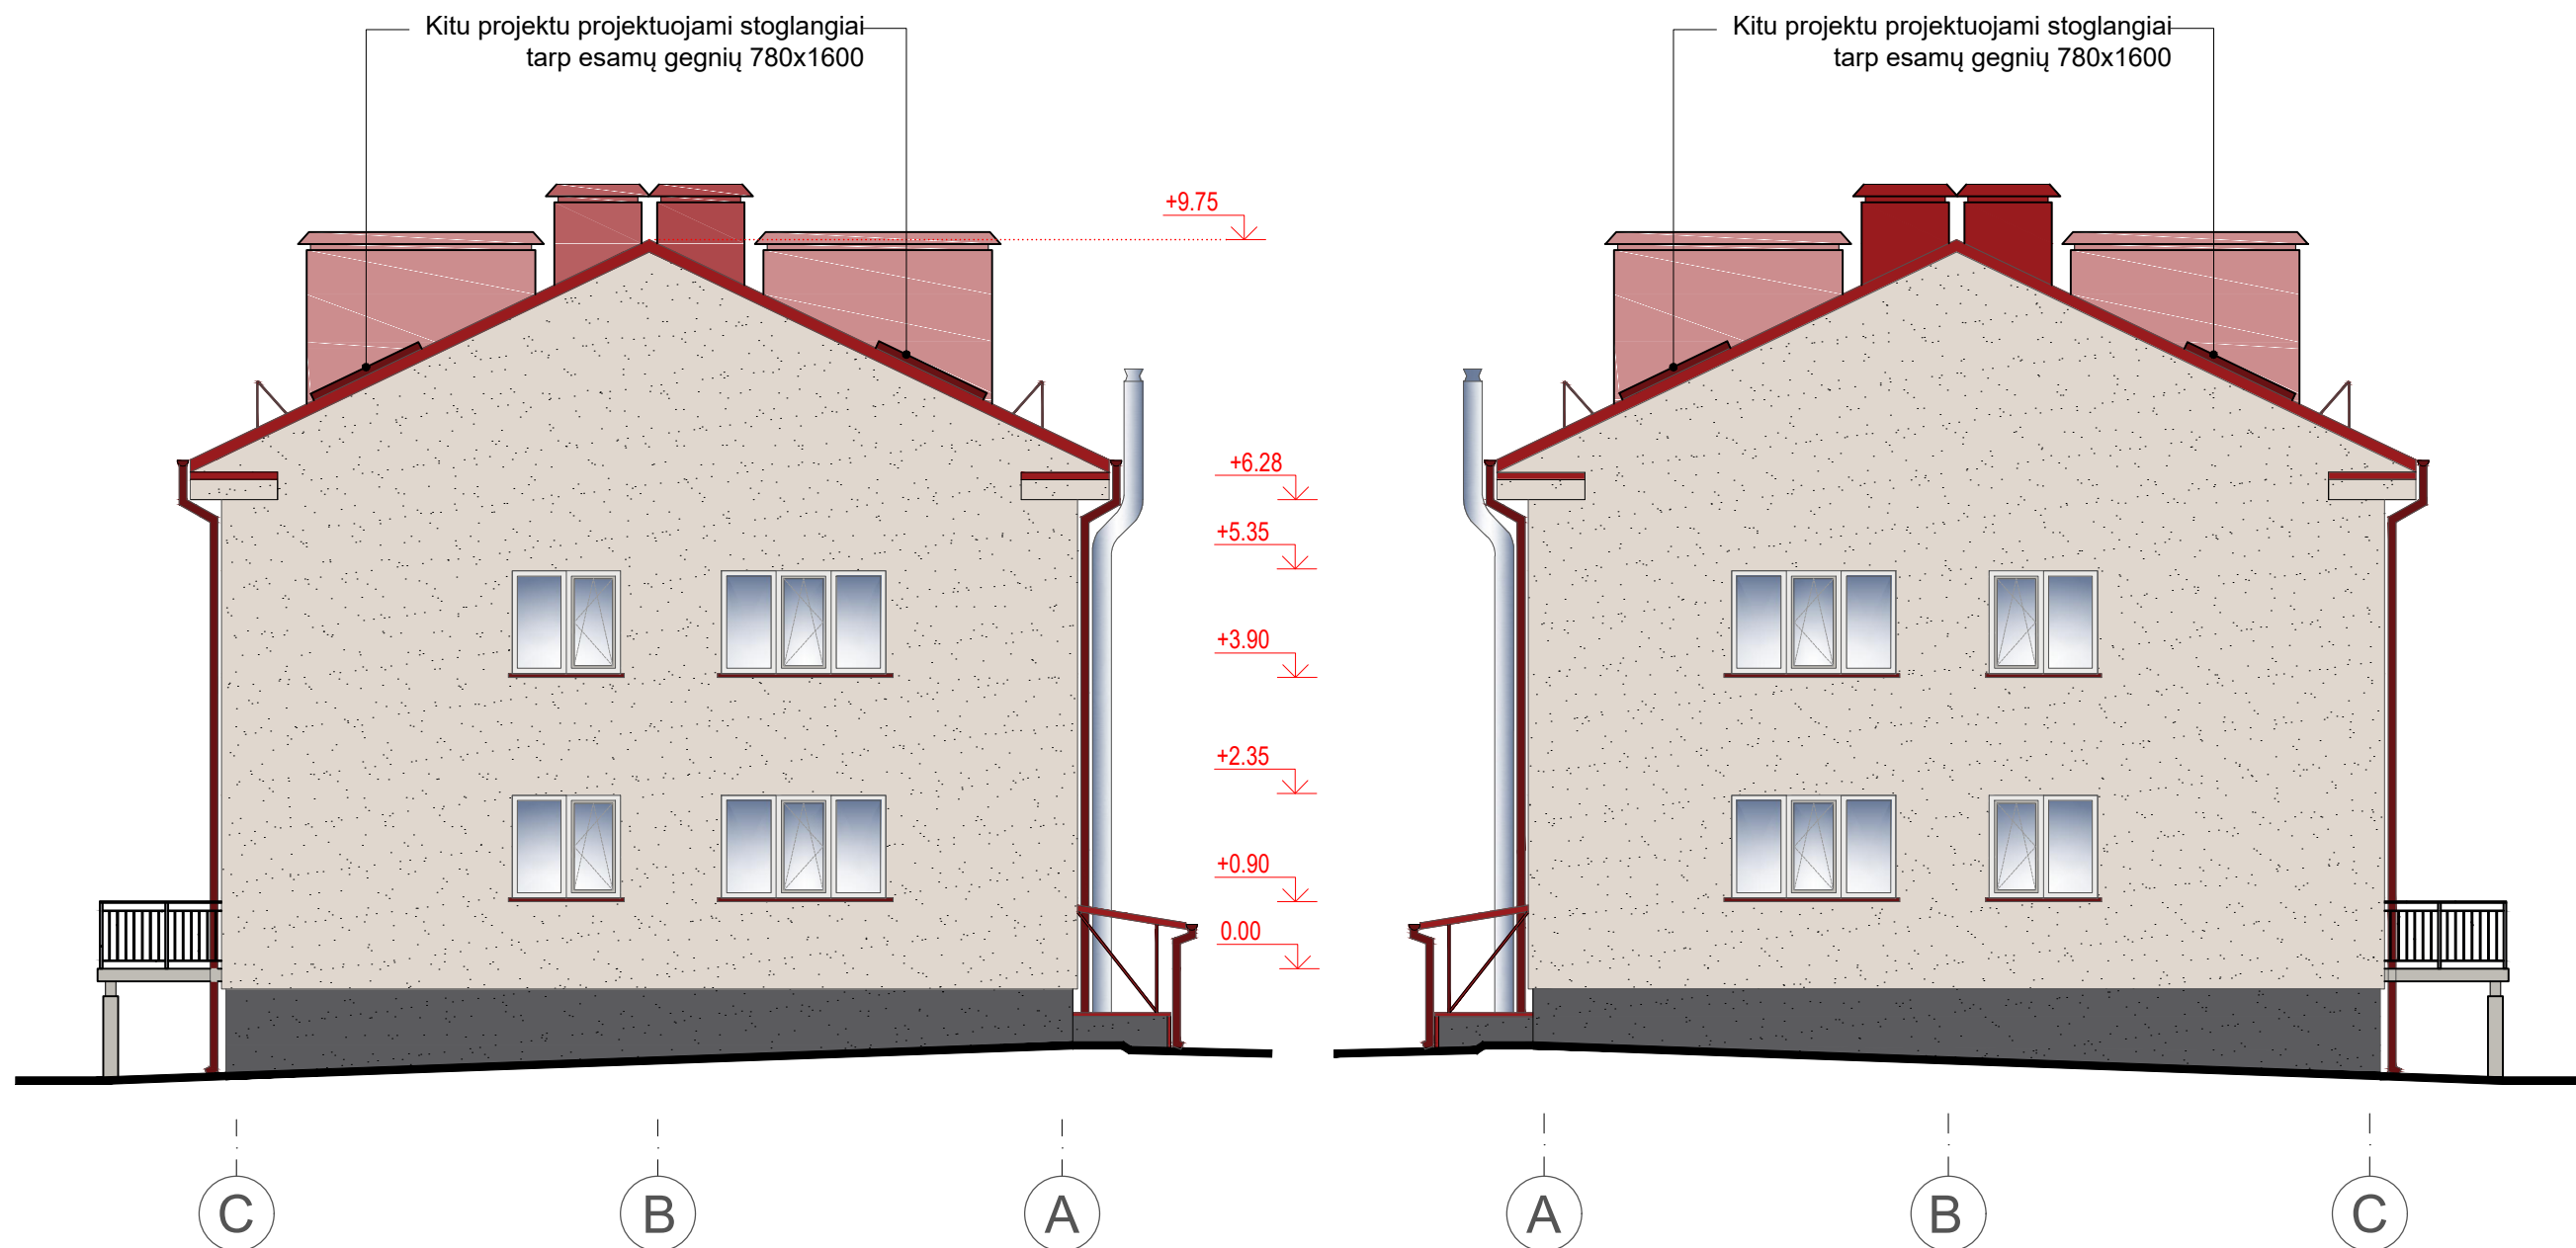 Kitu projektu projektuojami stoglangiai
tarp esamų gegnių 780x1600
Kitu projektu projektuojami stoglangiai
tarp esamų gegnių 780x1600
+9.75
+6.28
+5.35
+3.90
+2.35
+0.90
0.00
C
B
A
A
B
C